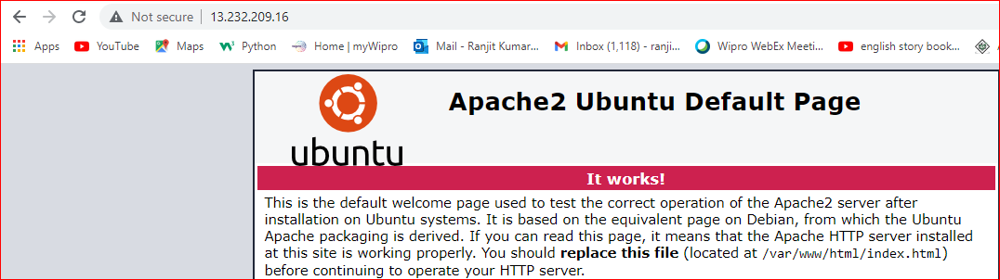 Not secure 13.232.209.16
Apps YouTube Maps Python Home | myWipro Mail - Ranjit Kumar... Inbox (1,118) - ranji... Wipro WebEx Meeti... english story book...
Apache2 Ubuntu Default Page
ubuntu
It works!
This is the default welcome page used to test the correct operation of the Apache2 server after
installation on Ubuntu systems. It is based on the equivalent page on Debian, from which the Ubuntu
Apache packaging is derived. If you can read this page, it means that the Apache HTTP server installed
at this site is working properly. You should replace this file (located at /var/www/html/index.html)
before continuing to operate your HTTP server.